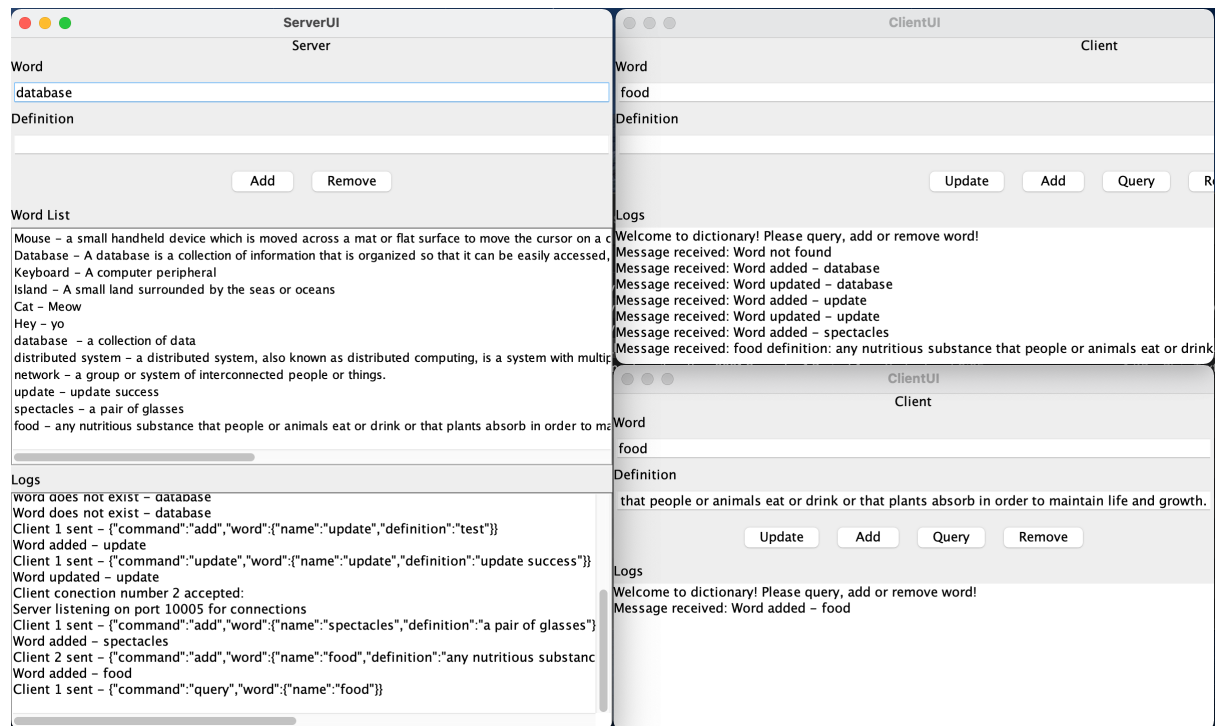 ServerUI
Server
Word
database
Definition
Add Remove
Word List
Mouse – a small handheld device which is moved across a mat or flat surface to move the cursor on a c
Database – A database is a collection of information that is organized so that it can be easily accessed,
Keyboard – A computer peripheral
Island – A small land surrounded by the seas or oceans
Cat – Meow
Hey – yo
database  – a collection of data
distributed system – a distributed system, also known as distributed computing, is a system with multip
network – a group or system of interconnected people or things.
update – update success
spectacles – a pair of glasses
food – any nutritious substance that people or animals eat or drink or that plants absorb in order to ma
Logs
Word does not exist – database
Word does not exist – database
Client 1 sent – {"command":"add","word":{"name":"update","definition":"test"}}
Word added – update
Client 1 sent – {"command":"update","word":{"name":"update","definition":"update success"}}
Word updated – update
Client conection number 2 accepted:
Server listening on port 10005 for connections
Client 1 sent – {"command":"add","word":{"name":"spectacles","definition":"a pair of glasses"}
Word added – spectacles
Client 2 sent – {"command":"add","word":{"name":"food","definition":"any nutritious substanc
Word added – food
Client 1 sent – {"command":"query","word":{"name":"food"}}
ClientUI
Client
Word
food
Definition
Update Add Query R
Logs
Welcome to dictionary! Please query, add or remove word!
Message received: Word not found
Message received: Word added – database
Message received: Word updated – database
Message received: Word added – update
Message received: Word updated – update
Message received: Word added – spectacles
Message received: food definition: any nutritious substance that people or animals eat or drink
ClientUI
Client
Word
food
Definition
that people or animals eat or drink or that plants absorb in order to maintain life and growth.
Update Add Query Remove
Logs
Welcome to dictionary! Please query, add or remove word!
Message received: Word added – food